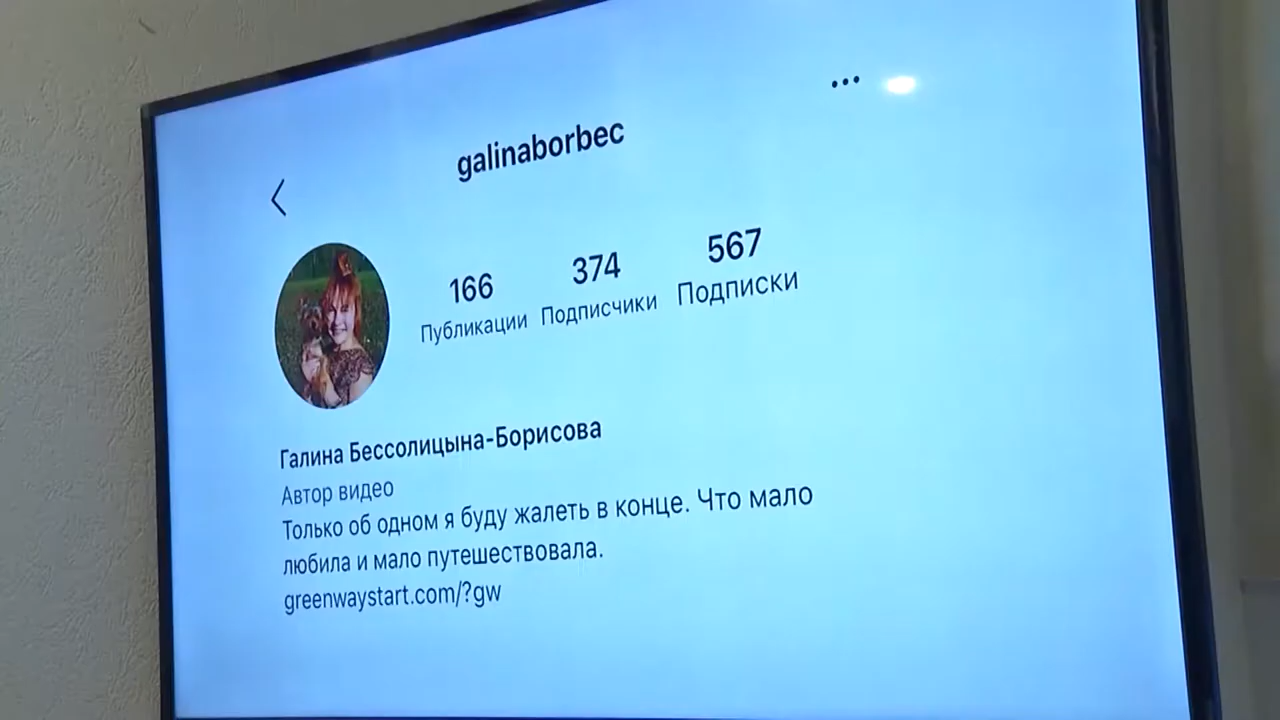 galinaborbec
166 374 567
Публикации Подписчики Подписки
Галина Бессолицына-Борисова
Автор видео
Только об одном я буду жалеть в конце. Что мало
любила и мало путешествовала.
greenwaystart.com/?gw